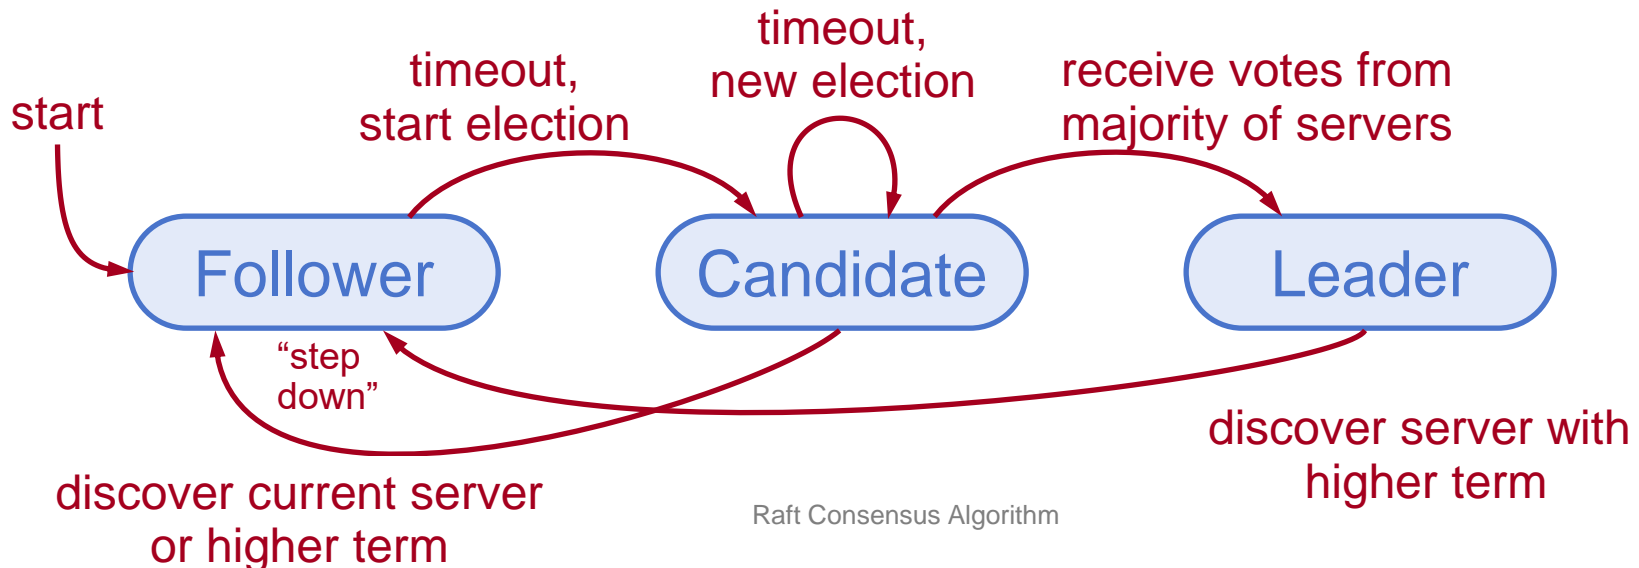 start
timeout,
start election
timeout,
new election
receive votes from
majority of servers
Follower
Candidate
Leader
“step
down”
discover current server
or higher term
discover server with
higher term
Raft Consensus Algorithm